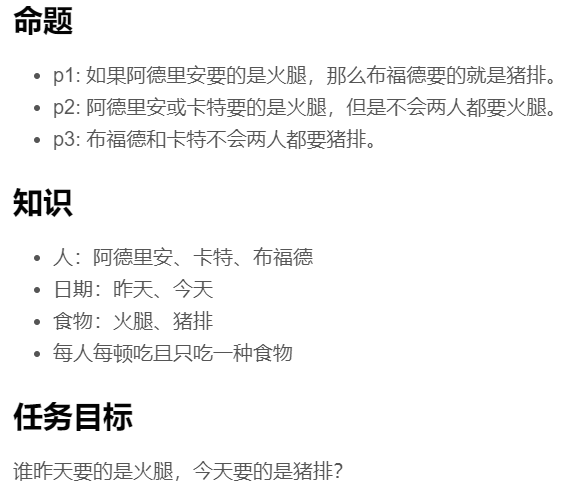 命题
• p1: 如果阿德里安要的是火腿，那么布福德要的就是猪排。
• p2: 阿德里安或卡特要的是火腿，但是不会两人都要火腿。
• p3: 布福德和卡特不会两人都要猪排。
知识
• 人：阿德里安、卡特、布福德
• 日期：昨天、今天
• 食物：火腿、猪排
• 每人每顿吃且只吃一种食物
任务目标
谁昨天要的是火腿，今天要的是猪排?